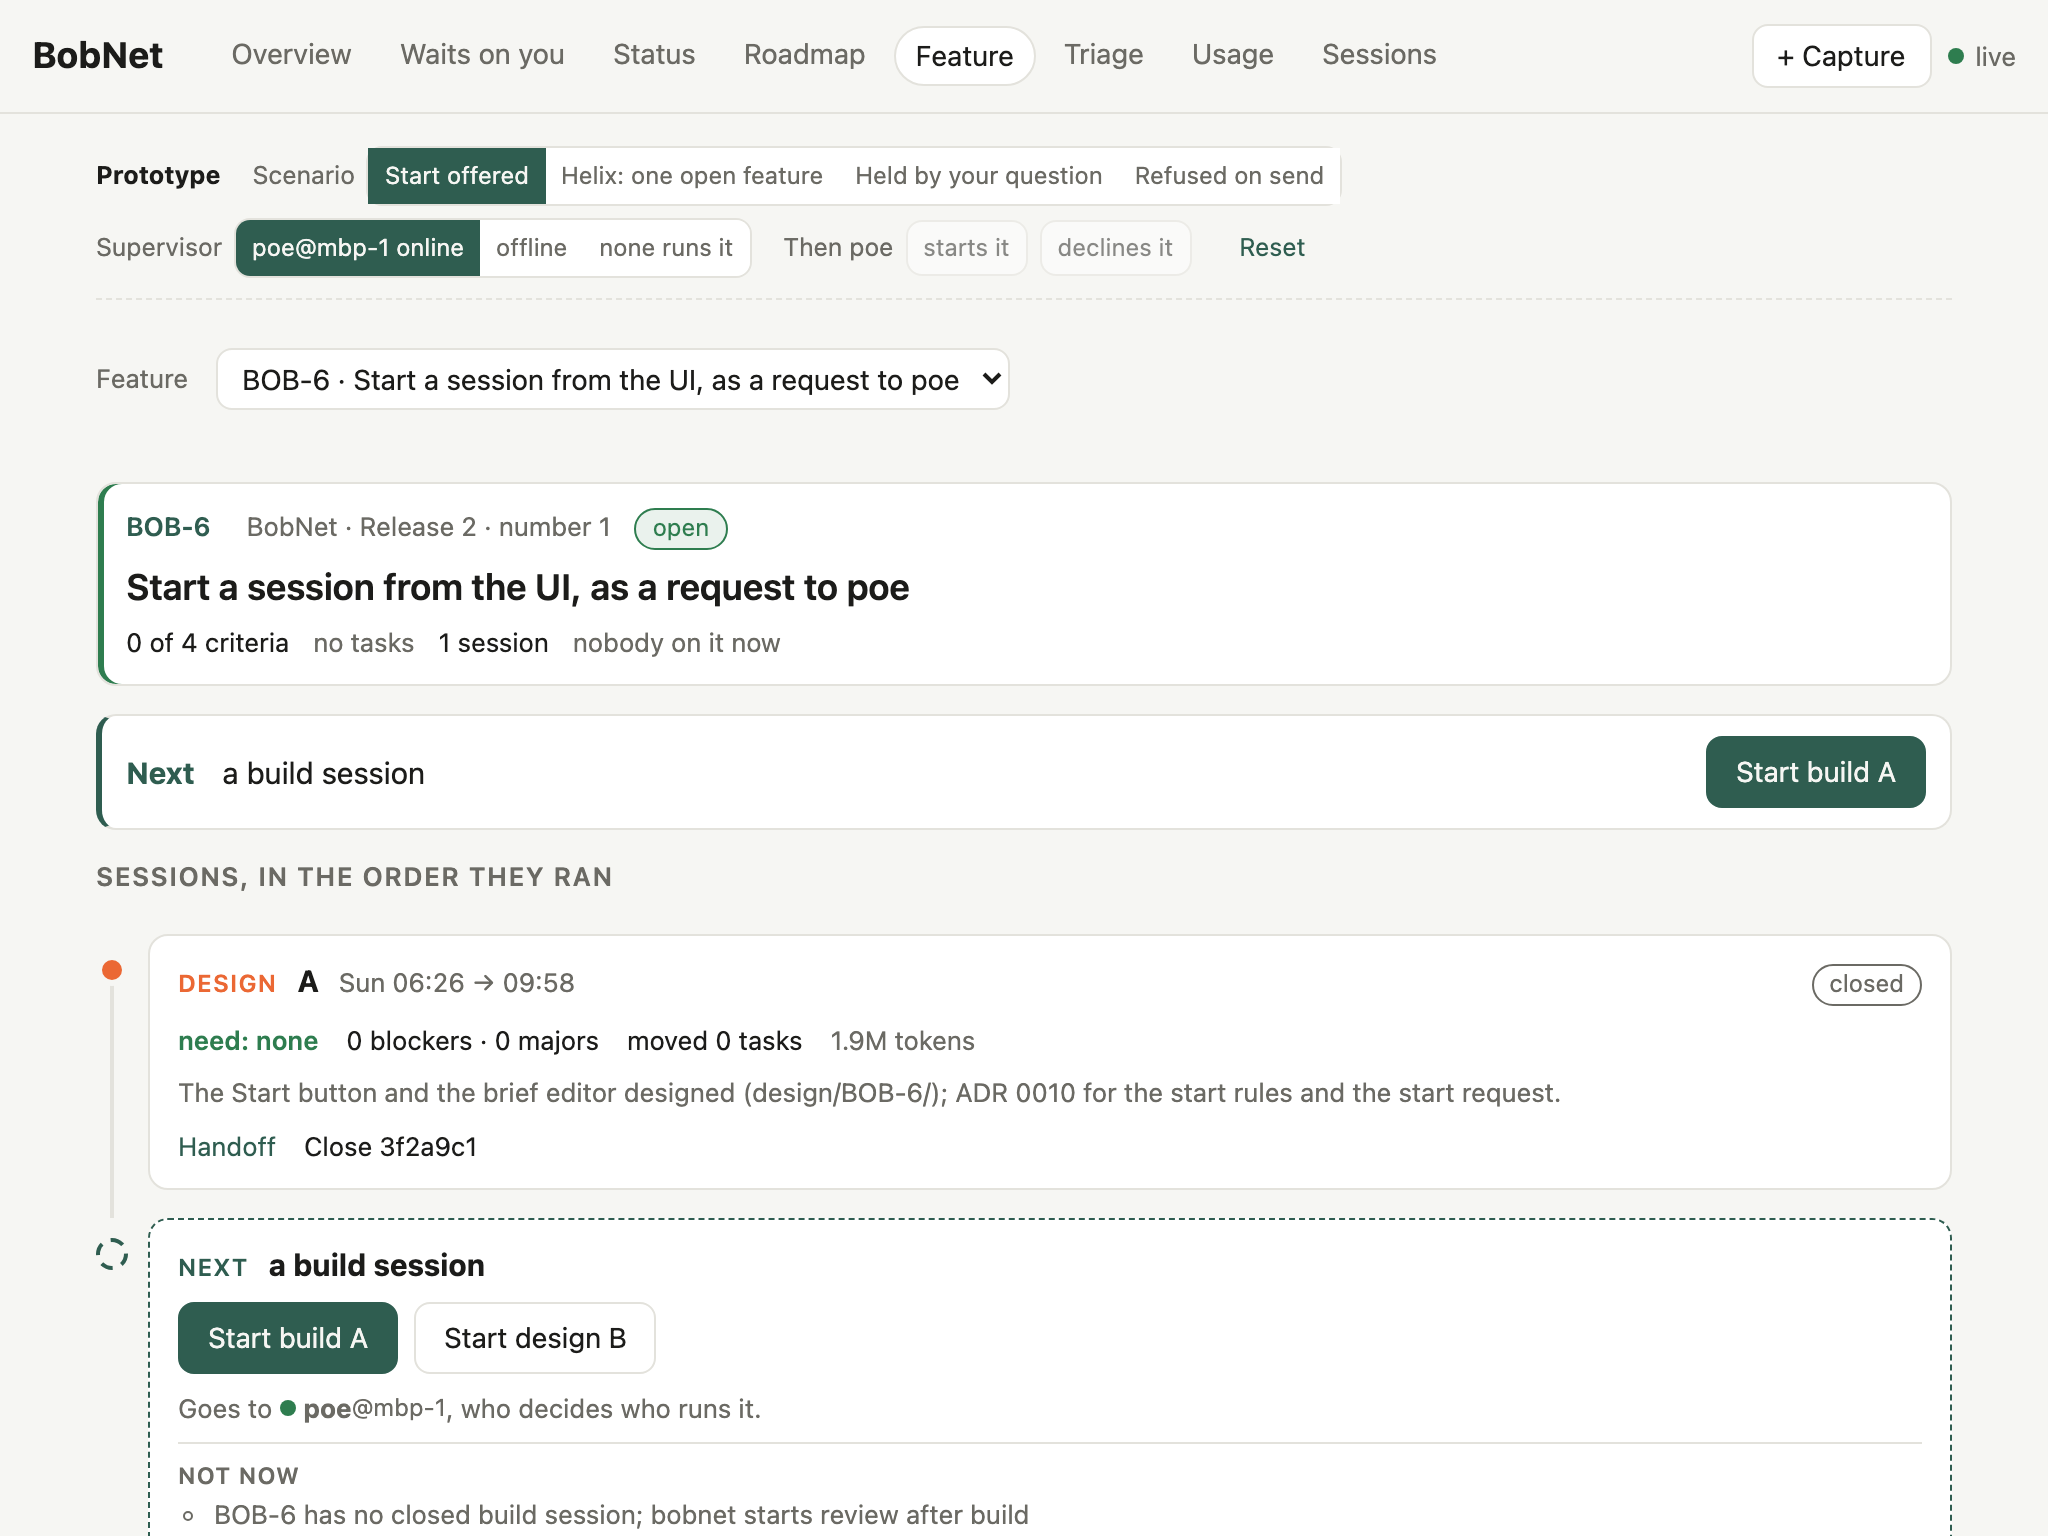 BobNet Overview Waits on you Status Roadmap Feature Triage Usage Sessions + Capture live
Prototype Scenario Start offered Helix: one open feature Held by your question Refused on send
Supervisor poe@mbp-1 online offline none runs it Then poe starts it declines it Reset
Feature BOB-6 · Start a session from the UI, as a request to poe
BOB-6 BobNet · Release 2 · number 1 open
Start a session from the UI, as a request to poe
0 of 4 criteria no tasks 1 session nobody on it now
Next a build session Start build A
SESSIONS, IN THE ORDER THEY RAN
DESIGN A Sun 06:26 → 09:58 closed
need: none 0 blockers · 0 majors moved 0 tasks 1.9M tokens
The Start button and the brief editor designed (design/BOB-6/); ADR 0010 for the start rules and the start request.
Handoff Close 3f2a9c1
NEXT a build session
Start build A Start design B
Goes to poe@mbp-1, who decides who runs it.
NOT NOW
BOB-6 has no closed build session; bobnet starts review after build